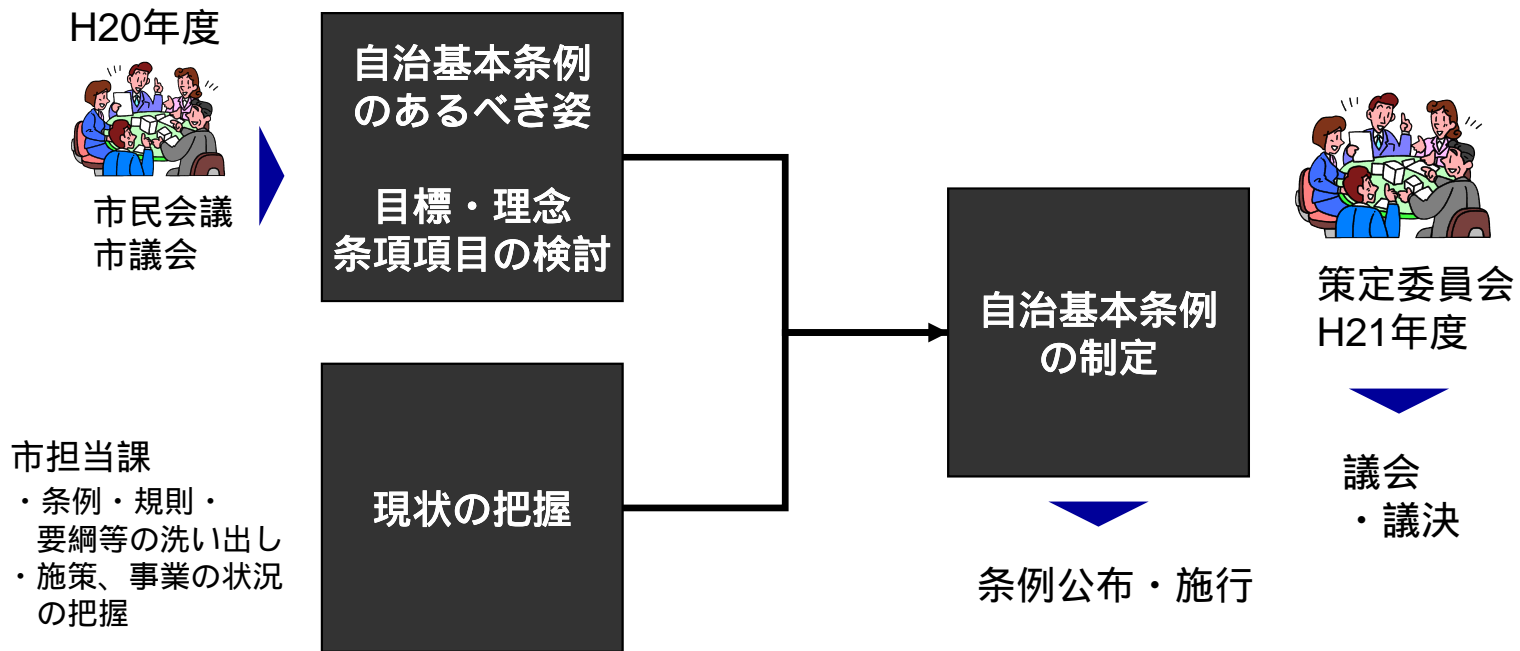 H20年度
市民会議
市議会
自治基本条例
のあるべき姿
目標・理念
条項項目の検討
市担当課
・条例・規則・
要綱等の洗い出し
・施策、事業の状況
の把握
現状の把握
自治基本条例
の制定
条例公布・施行
策定委員会
H21年度
議会
・議決